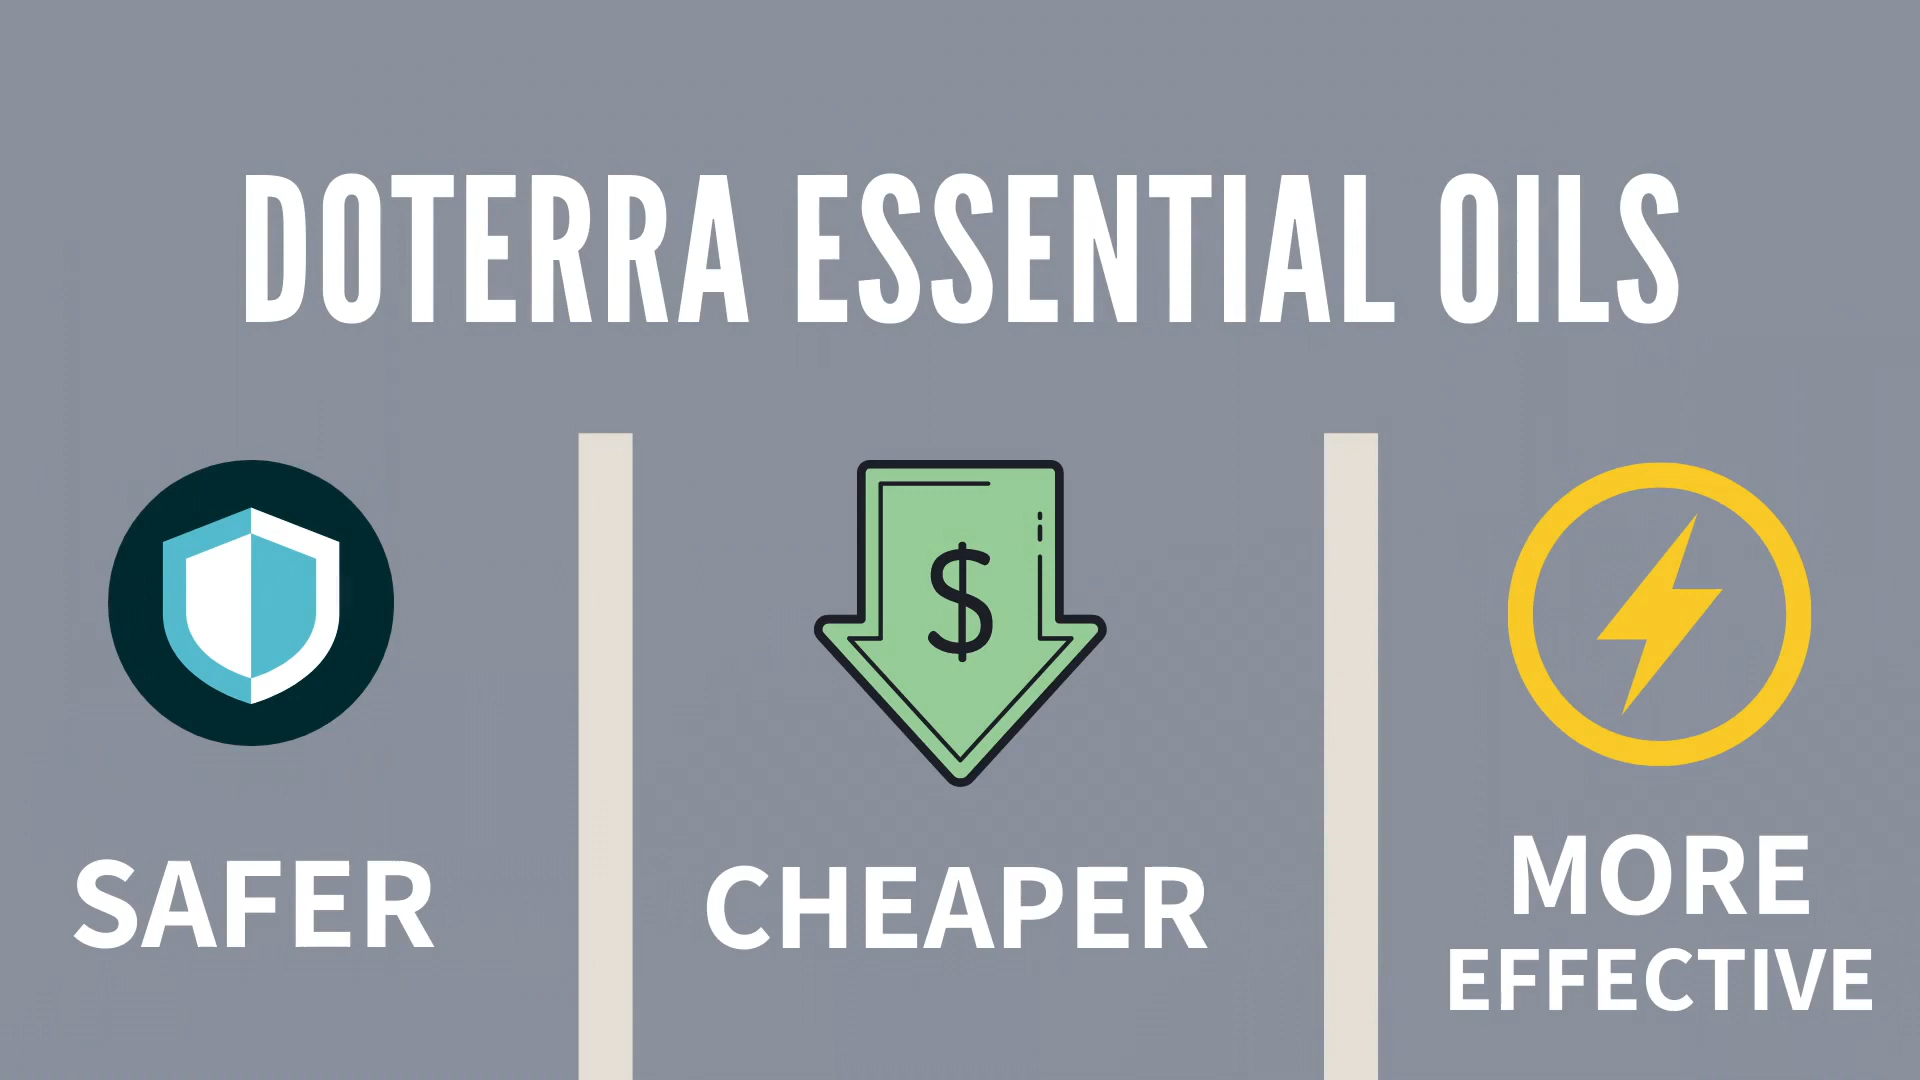 DOTERRA ESSENTIAL OILS
$
SAFER
CHEAPER
MORE
EFFECTIVE